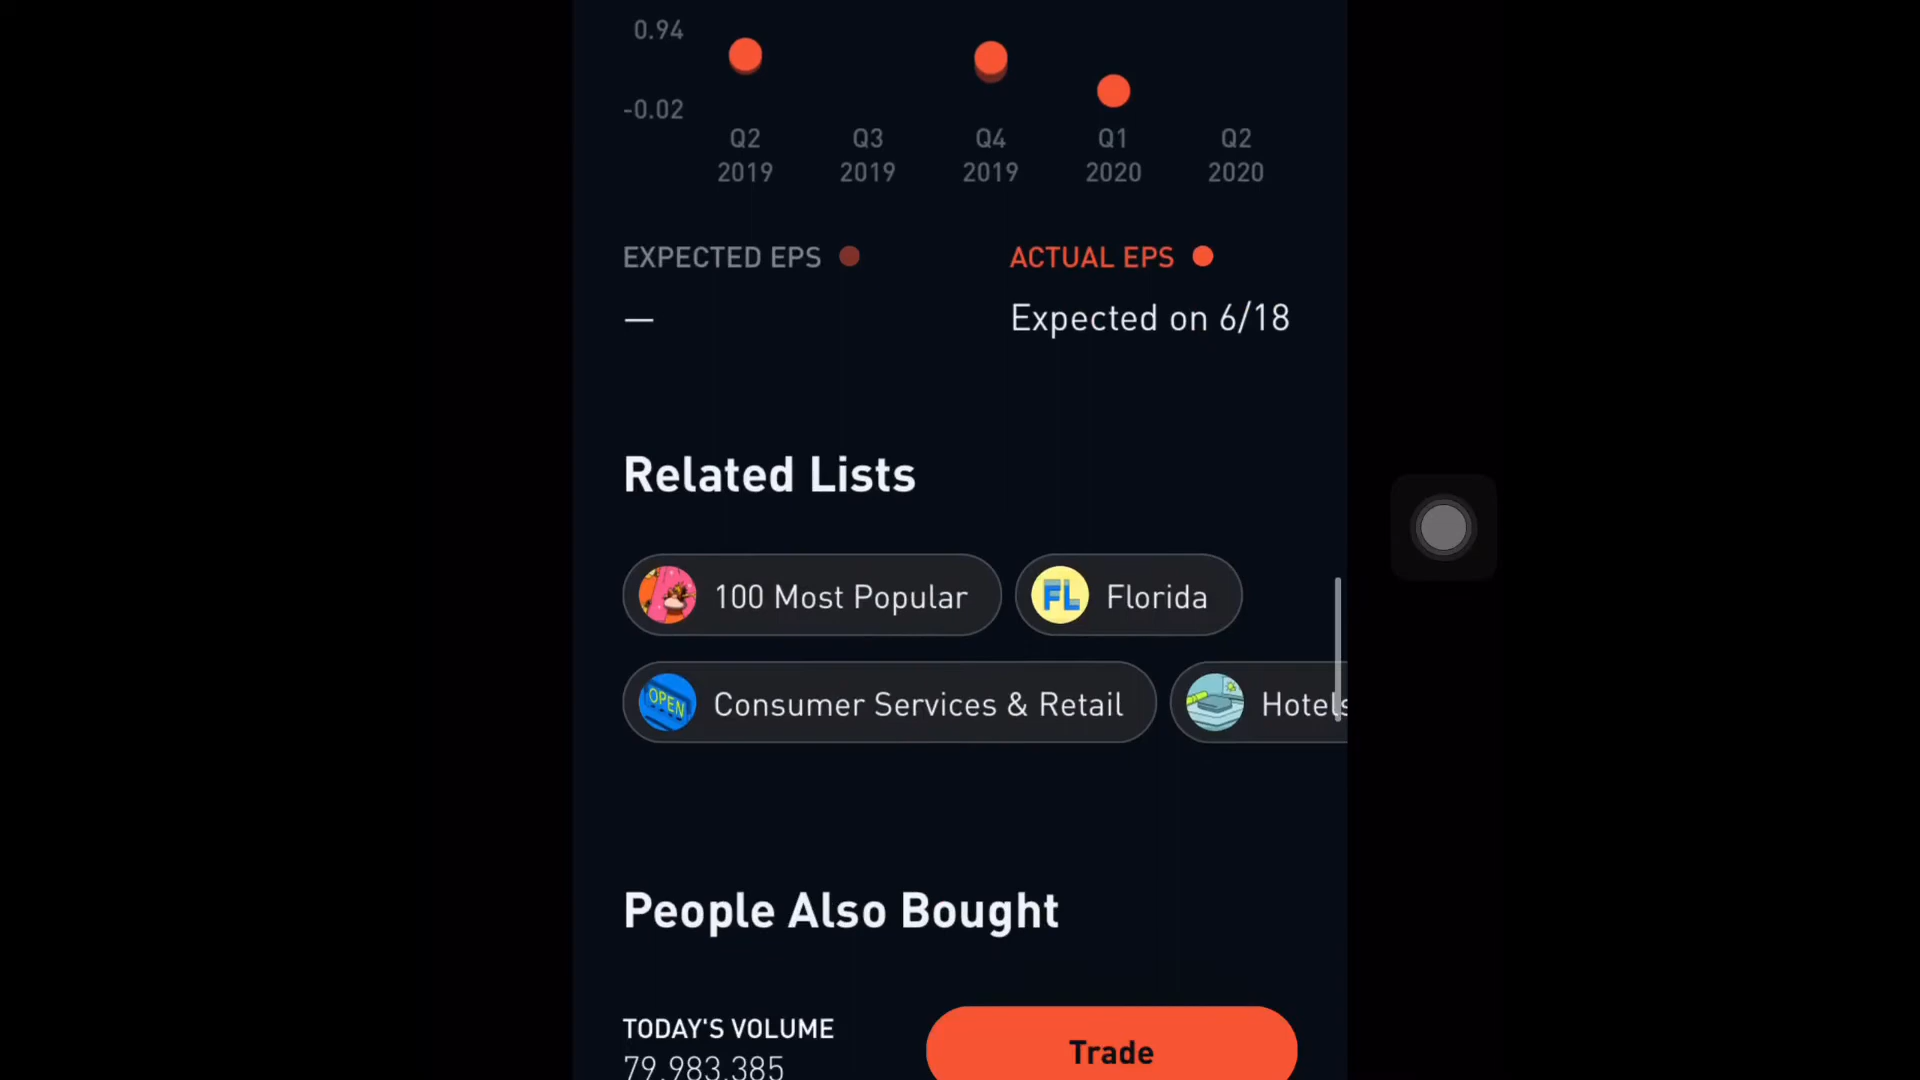 0.94
-0.02
Q2 Q3 Q4 Q1 Q2
2019 2019 2019 2020 2020
EXPECTED EPS ACTUAL EPS
— Expected on 6/18
Related Lists
100 Most Popular FL Florida
OPEN Consumer Services & Retail Hotels
People Also Bought
TODAY'S VOLUME
79,983,385 Trade